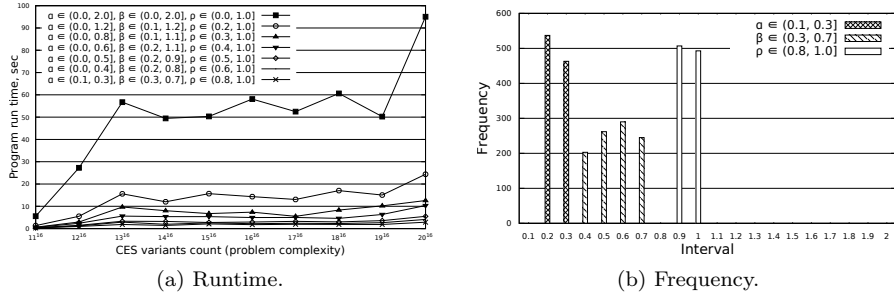 α ∈ (0.0, 2.0], β ∈ (0.0, 2.0], ρ ∈ (0.0, 1.0]
α ∈ (0.0, 1.2], β ∈ (0.1, 1.2], ρ ∈ (0.2, 1.0]
α ∈ (0.0, 0.8], β ∈ (0.1, 1.1], ρ ∈ (0.3, 1.0]
α ∈ (0.0, 0.6], β ∈ (0.2, 1.1], ρ ∈ (0.4, 1.0]
α ∈ (0.0, 0.5], β ∈ (0.2, 0.9], ρ ∈ (0.5, 1.0]
α ∈ (0.0, 0.4], β ∈ (0.2, 0.8], ρ ∈ (0.6, 1.0]
α ∈ (0.1, 0.3], β ∈ (0.3, 0.7], ρ ∈ (0.8, 1.0]
Program run time, sec
100
90
80
70
60
50
40
30
20
10
0
11¹⁶ 12¹⁶ 13¹⁶ 14¹⁶ 15¹⁶ 16¹⁶ 17¹⁶ 18¹⁶ 19¹⁶ 20¹⁶
CES variants count (problem complexity)
(a) Runtime.
α ∈ (0.1, 0.3]
β ∈ (0.3, 0.7]
ρ ∈ (0.8, 1.0]
Frequency
600
500
400
300
200
100
0
0.1 0.2 0.3 0.4 0.5 0.6 0.7 0.8 0.9 1 1.1 1.2 1.3 1.4 1.5 1.6 1.7 1.8 1.9 2
Interval
(b) Frequency.